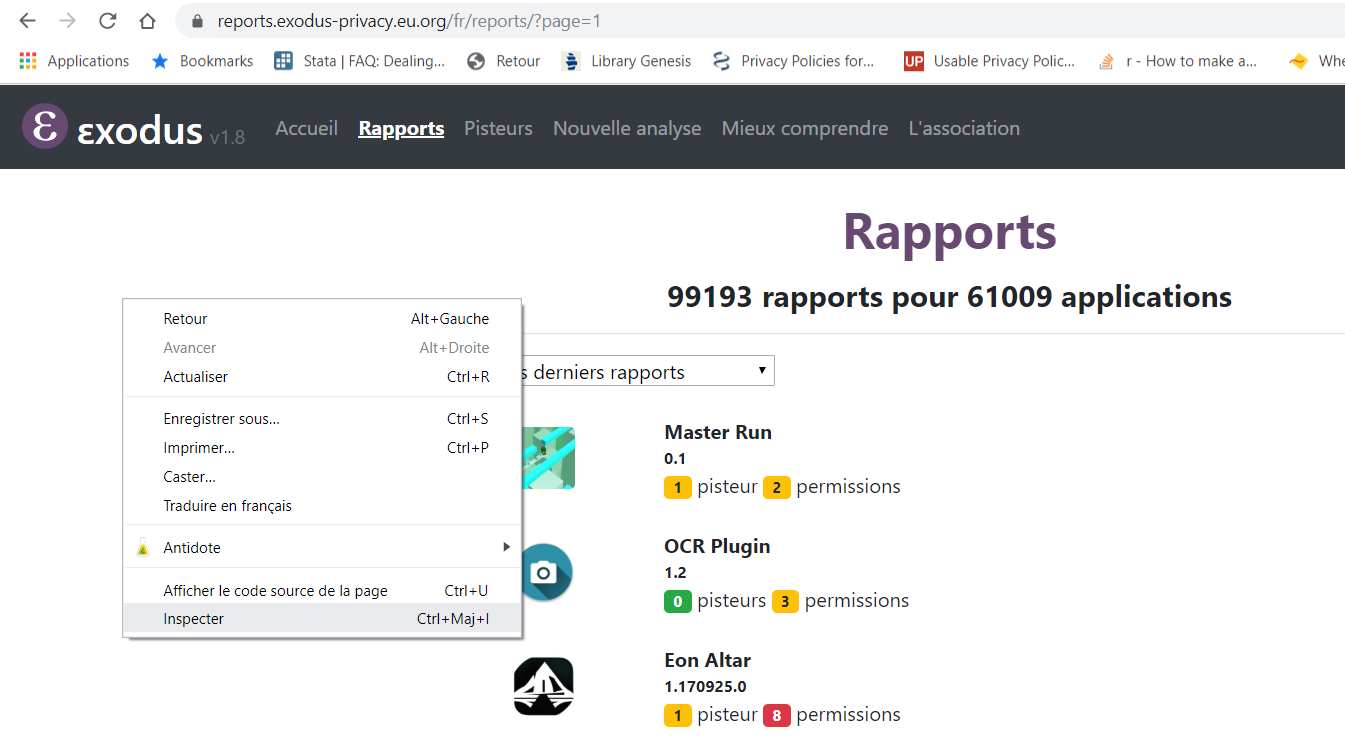 reports.exodus-privacy.eu.org/fr/reports/?page=1
Applications Bookmarks Stata | FAQ: Dealing... Retour Library Genesis Privacy Policies for... UP Usable Privacy Polic... r - How to make a... Whe
ε εxodus v1.8 Accueil Rapports Pisteurs Nouvelle analyse Mieux comprendre L'association
Rapports
99193 rapports pour 61009 applications
s derniers rapports
Retour Alt+Gauche
Avancer Alt+Droite
Actualiser Ctrl+R
Enregistrer sous... Ctrl+S
Imprimer... Ctrl+P
Caster...
Traduire en français
Antidote
Afficher le code source de la page Ctrl+U
Inspecter Ctrl+Maj+I
Master Run
0.1
1 pisteur 2 permissions
OCR Plugin
1.2
0 pisteurs 3 permissions
Eon Altar
1.170925.0
1 pisteur 8 permissions